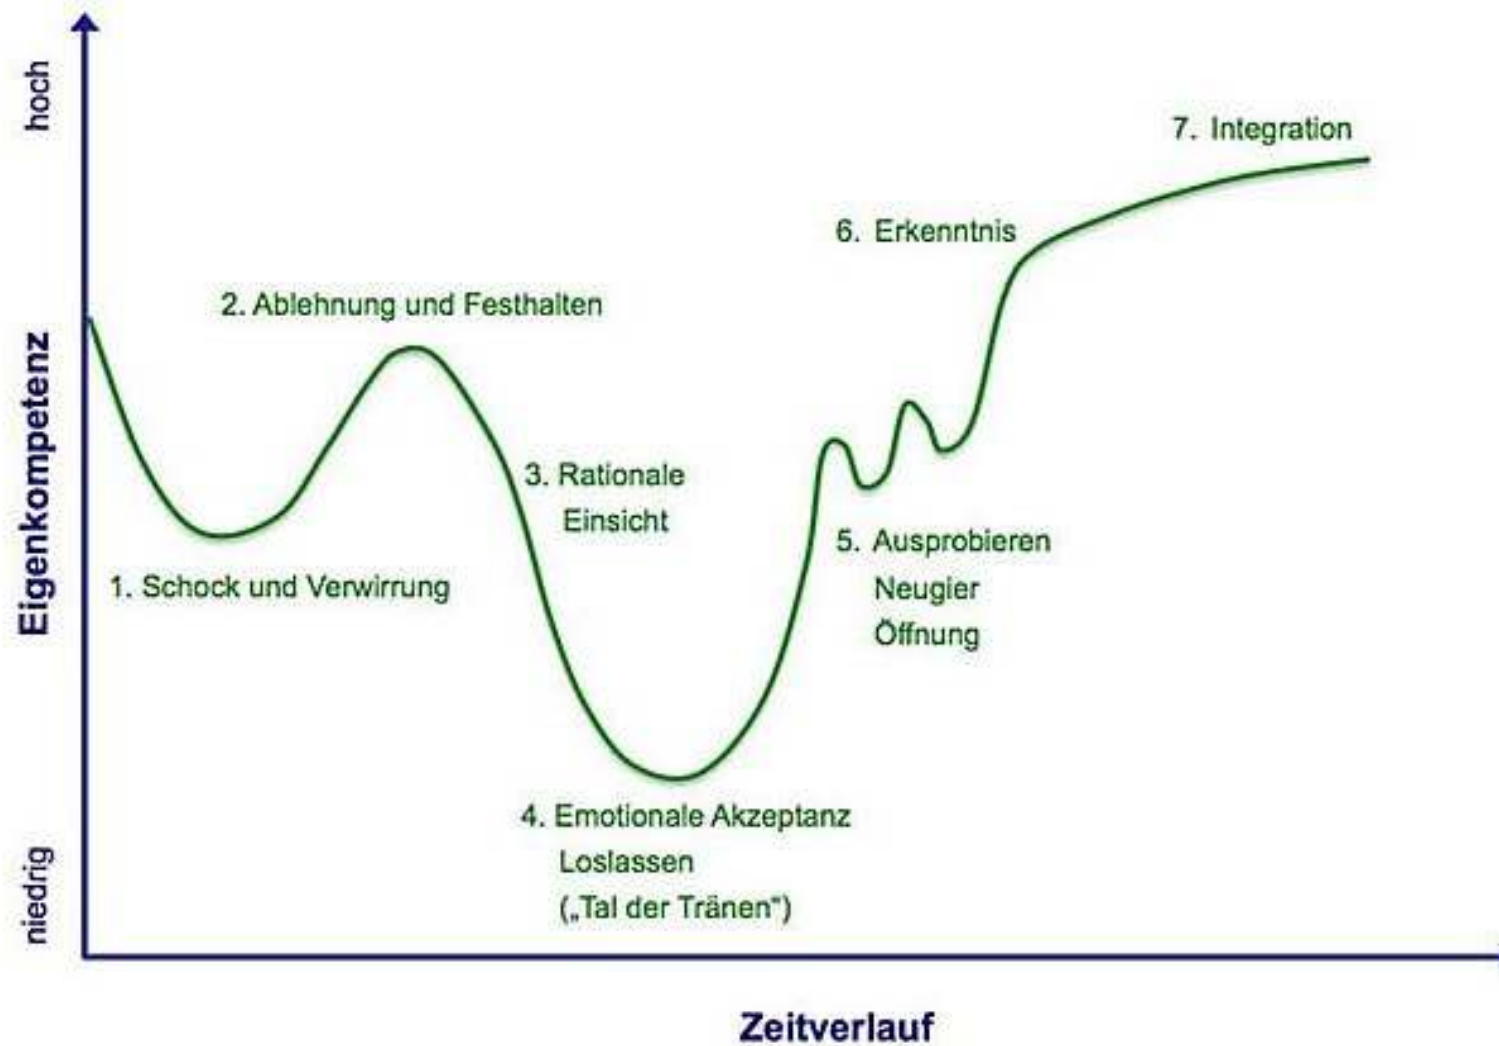 hoch
7. Integration
6. Erkenntnis
2. Ablehnung und Festhalten
Eigenkompetenz
3. Rationale
Einsicht
5. Ausprobieren
Neugier
Öffnung
1. Schock und Verwirrung
4. Emotionale Akzeptanz
Loslassen
(„Tal der Tränen“)
niedrig
Zeitverlauf